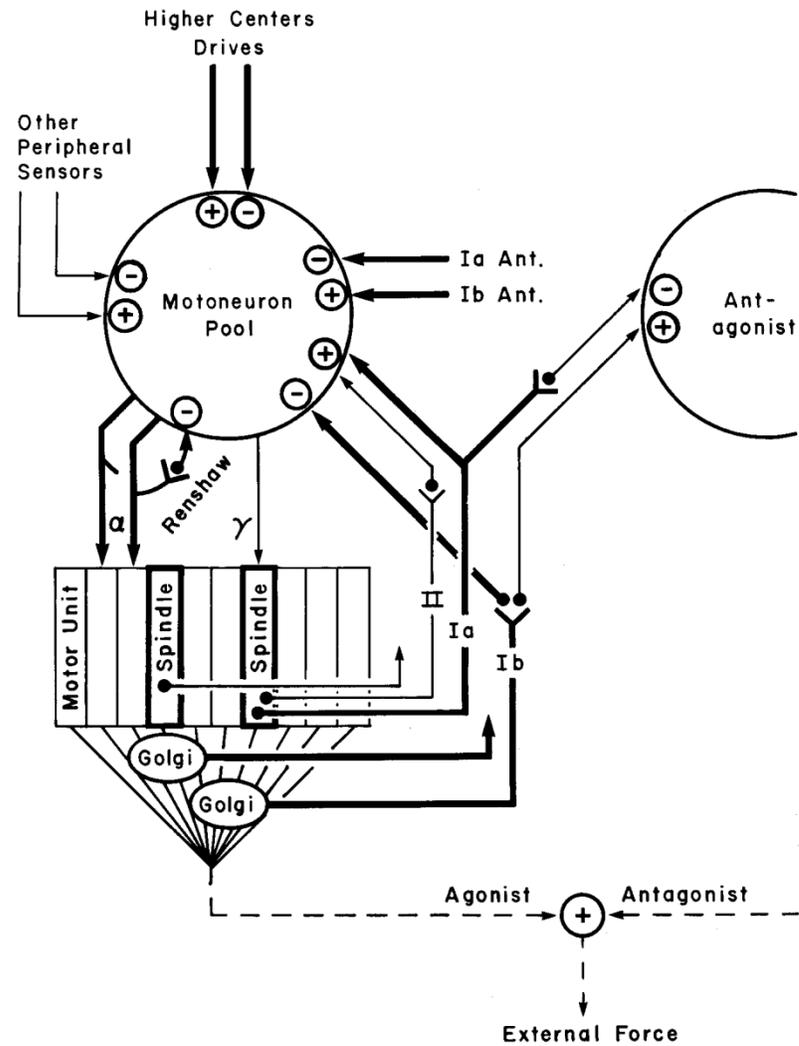 Higher Centers
Drives
Other
Peripheral
Sensors
+
-
-
+
Motoneuron
Pool
-
+
+
-
-
Ia Ant.
Ib Ant.
-
+
Ant-
agonist
Renshaw
α
γ
II
Ia
Ib
Motor Unit
Spindle
Spindle
Golgi
Golgi
Agonist
+
Antagonist
External Force